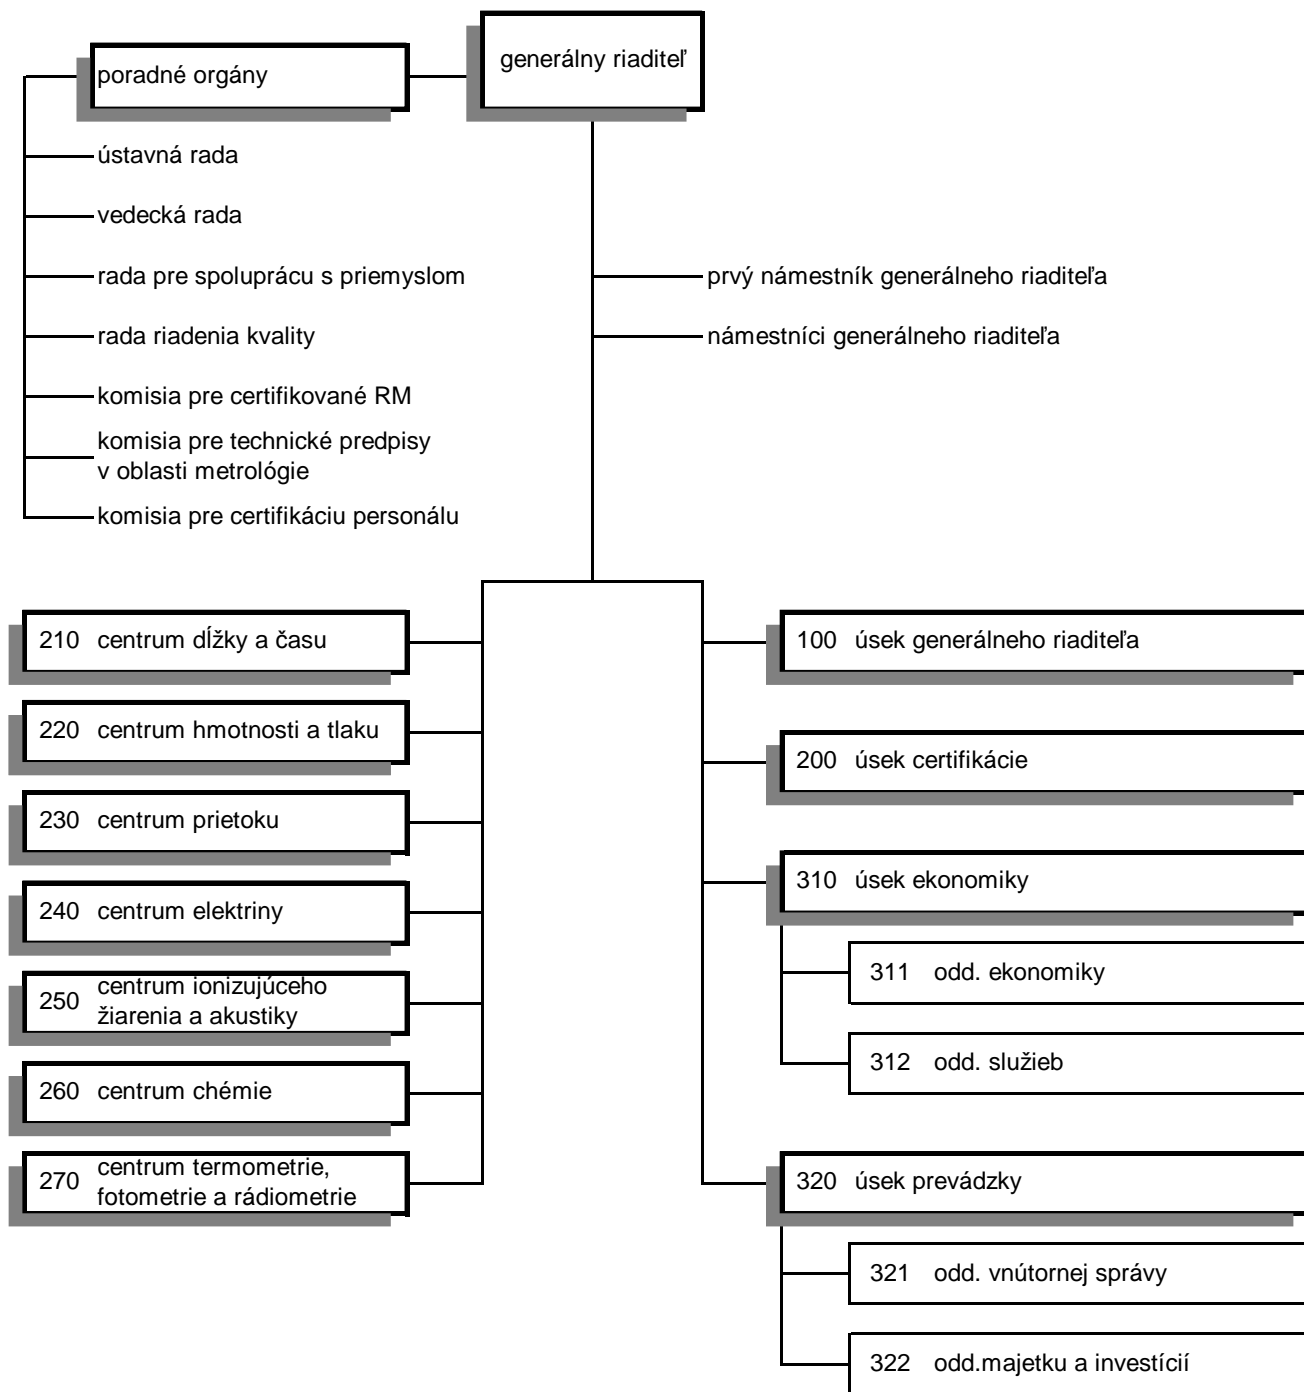 generálny riaditeľ
poradné orgány
ústavná rada
vedecká rada
rada pre spoluprácu s priemyslom
rada riadenia kvality
komisia pre certifikované RM
komisia pre technické predpisy
v oblasti metrológie
komisia pre certifikáciu personálu
prvý námestník generálneho riaditeľa
námestníci generálneho riaditeľa
210 centrum dĺžky a času
220 centrum hmotnosti a tlaku
230 centrum prietoku
240 centrum elektriny
250 centrum ionizujúceho
žiarenia a akustiky
260 centrum chémie
270 centrum termometrie,
fotometrie a rádiometrie
100 úsek generálneho riaditeľa
200 úsek certifikácie
310 úsek ekonomiky
311 odd. ekonomiky
312 odd. služieb
320 úsek prevádzky
321 odd. vnútornej správy
322 odd.majetku a investícií